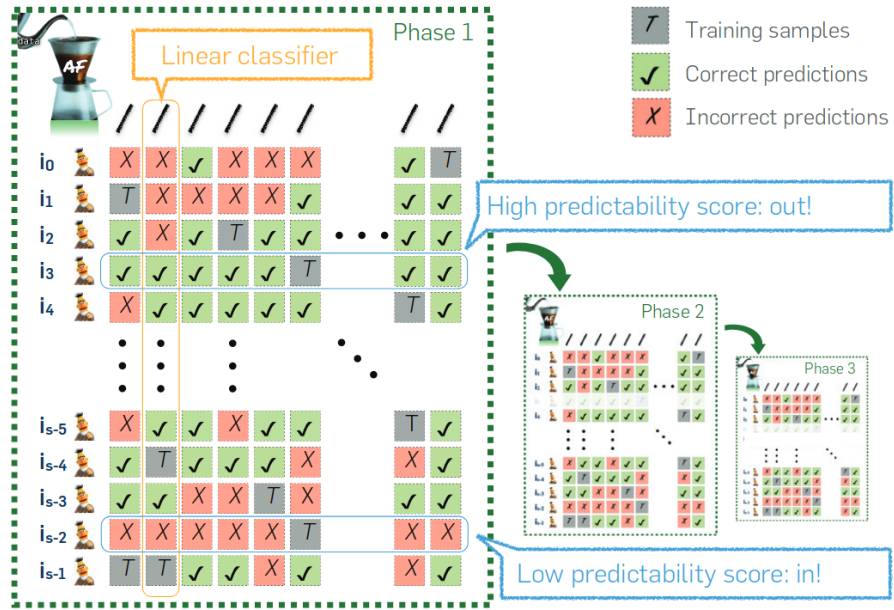 data
AF
Phase 1
Linear classifier
T Training samples
✓ Correct predictions
X Incorrect predictions
i0 X X ✓ X X X ✓ T
i1 T X X X X ✓ ✓ ✓
i2 ✓ X ✓ T ✓ ✓ ✓ ✓
i3 ✓ ✓ ✓ ✓ ✓ T ✓ ✓
i4 X ✓ ✓ ✓ ✓ ✓ T ✓
High predictability score: out!
is-5 X ✓ ✓ X ✓ ✓ T ✓
is-4 ✓ T ✓ ✓ ✓ X X ✓
is-3 ✓ ✓ X X T X ✓ ✓
is-2 X X X X X T X X
is-1 T T ✓ ✓ X ✓ X ✓
Low predictability score: in!
Phase 2
AF
Phase 3